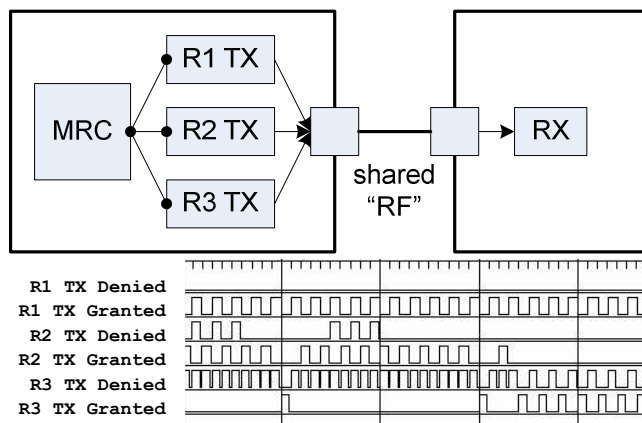 R1 TX
MRC
R2 TX
RX
R3 TX
shared
“RF”
R1 TX Denied
R1 TX Granted
R2 TX Denied
R2 TX Granted
R3 TX Denied
R3 TX Granted